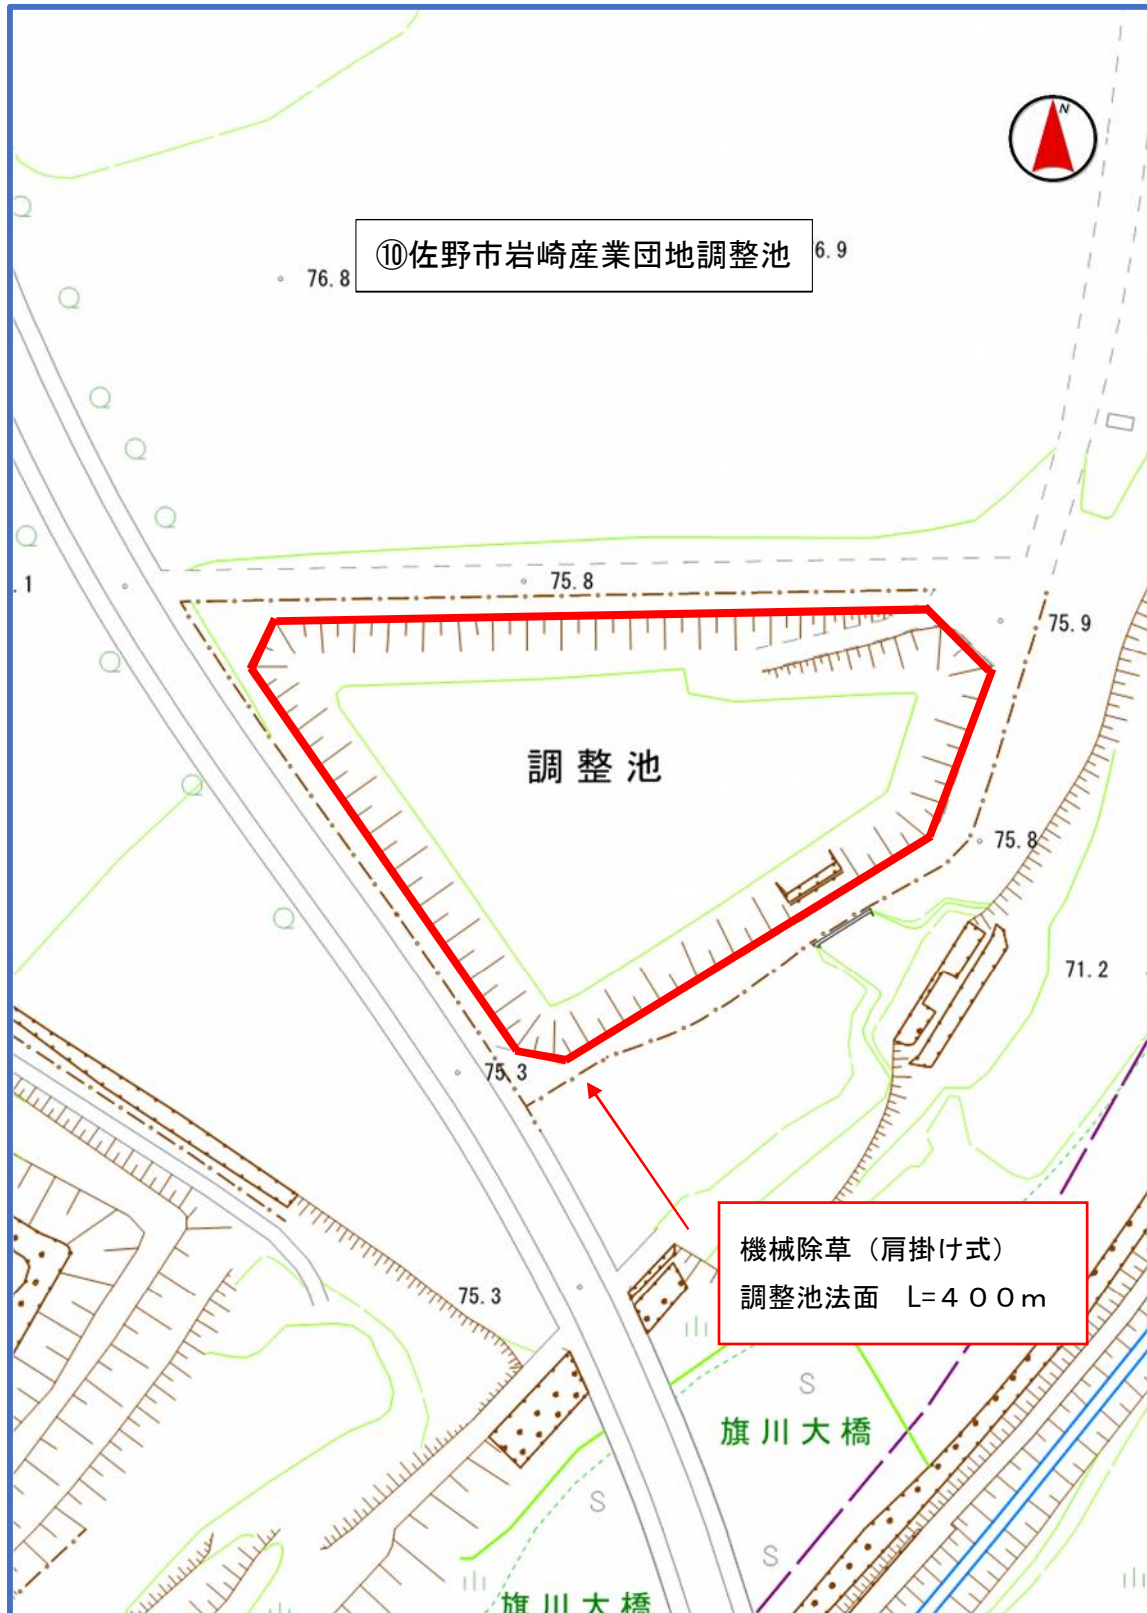 N
⑩佐野市岩崎産業団地調整池
6.9
76.8
75.8
.1
75.9
調整池
75.8
71.2
75.3
機械除草（肩掛け式）
調整池法面　L=４００ｍ
75.3
S
旗川大橋
S
S
旗川大橋